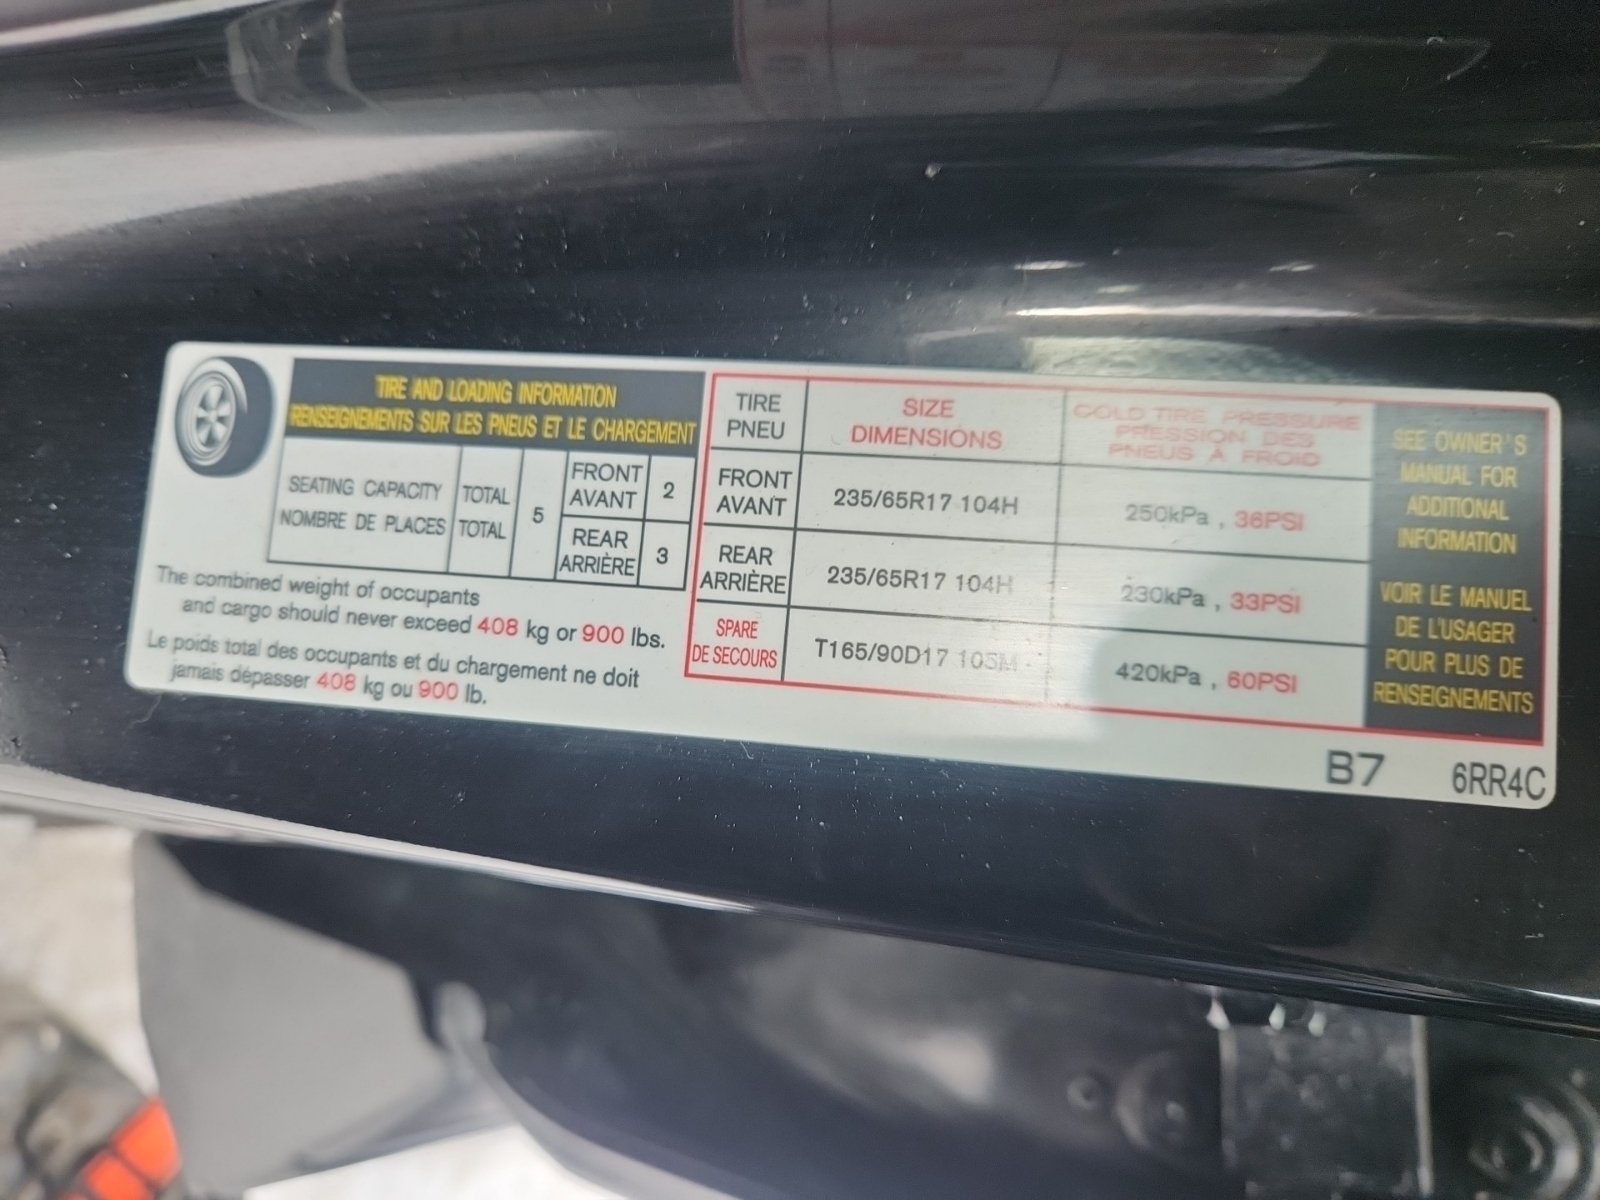 TIRE AND LOADING INFORMATION
RENSEIGNEMENTS SUR LES PNEUS ET LE CHARGEMENT
SEATING CAPACITY TOTAL 5 FRONT 2
NOMBRE DE PLACES TOTAL AVANT
REAR 3
ARRIÈRE
The combined weight of occupants
and cargo should never exceed 408 kg or 900 lbs.
Le poids total des occupants et du chargement ne doit
jamais dépasser 408 kg ou 900 lb.
TIRE SIZE COLD TIRE PRESSURE
PNEU DIMENSIONS PRESSION DES
PNEUS À FROID
FRONT 235/65R17 104H 250kPa , 36PSI
AVANT
REAR 235/65R17 104H 230kPa , 33PSI
ARRIÈRE
SPARE T165/90D17 105M 420kPa , 60PSI
DE SECOURS
SEE OWNER'S
MANUAL FOR
ADDITIONAL
INFORMATION
VOIR LE MANUEL
DE L'USAGER
POUR PLUS DE
RENSEIGNEMENTS
B7 6RR4C